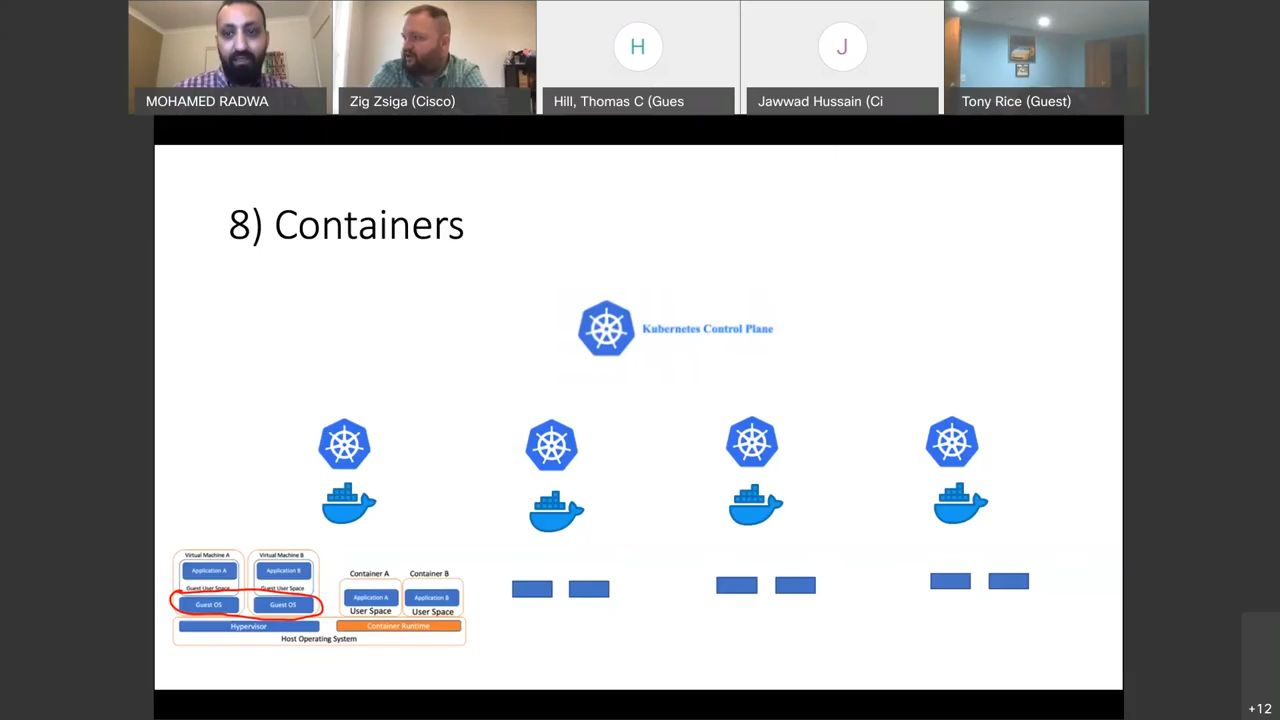 MOHAMED RADWA
Zig Zsiga (Cisco)
H
Hill, Thomas C (Gues
J
Jawwad Hussain (Ci
Tony Rice (Guest)
8) Containers
Kubernetes Control Plane
Virtual Machine A
Virtual Machine B
Application A
Application B
Guest User Space
Guest User Space
Guest OS
Guest OS
Hypervisor
Container A
Container B
Application A
Application B
User Space
User Space
Container Runtime
Host Operating System
+12